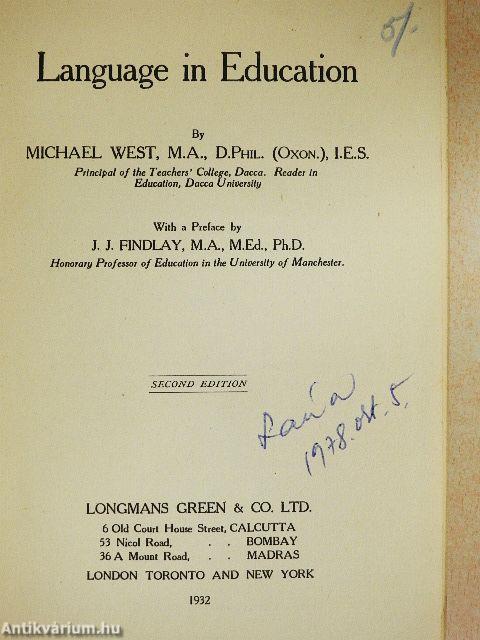 5/.
Language in Education
By
MICHAEL WEST, M.A., D.PHIL. (OXON.), I.E.S.
Principal of the Teachers' College, Dacca. Reader in
Education, Dacca University
With a Preface by
J. J. FINDLAY, M.A., M.Ed., Ph.D.
Honorary Professor of Education in the University of Manchester.
SECOND EDITION
1978. okt. 5.
LONGMANS GREEN & CO. LTD.
6 Old Court House Street, CALCUTTA
53 Nicol Road, . . BOMBAY
36 A Mount Road, . . MADRAS
LONDON TORONTO AND NEW YORK
1932
Antikvárium.hu